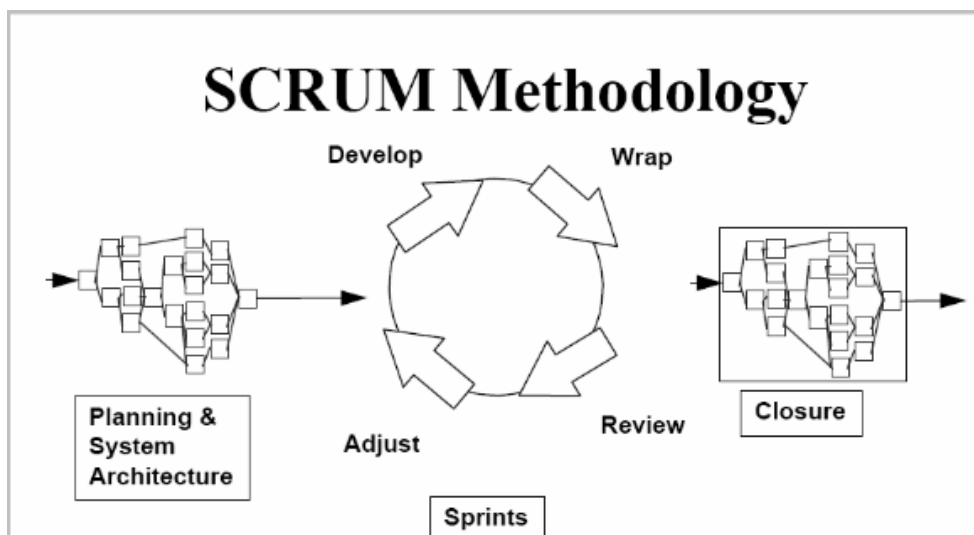 SCRUM Methodology
Develop
Wrap
Planning &
System
Architecture
Adjust
Review
Closure
Sprints